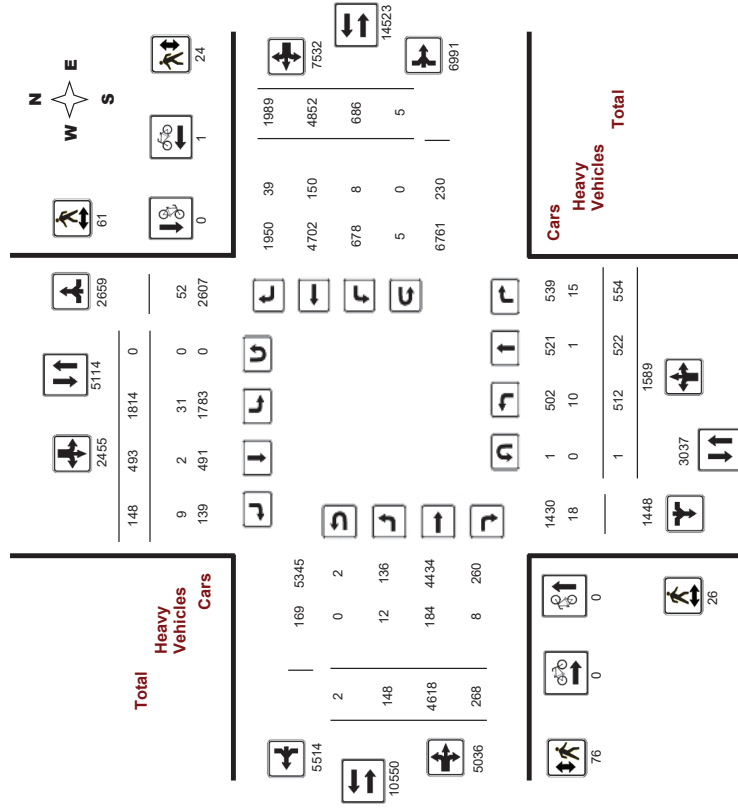 N
W E
S
61
24
0
1
2659
5114
2455
148 493 1814 0
9 2 31 0 52
139 491 1783 0 2607
Total
Heavy
Vehicles
Cars
7532
14523
6991
1950 39 1989
4702 150 4852
678 8 686
5 0 5
6761 230
169 5345
2 0 2
148 12 136
4618 184 4434
268 8 260
5514
10550
5036
Cars
Heavy
Vehicles
Total
1430 1 502 521 539
18 0 10 1 15
1 512 522 554
1448 1589
3037
0
0
76
26